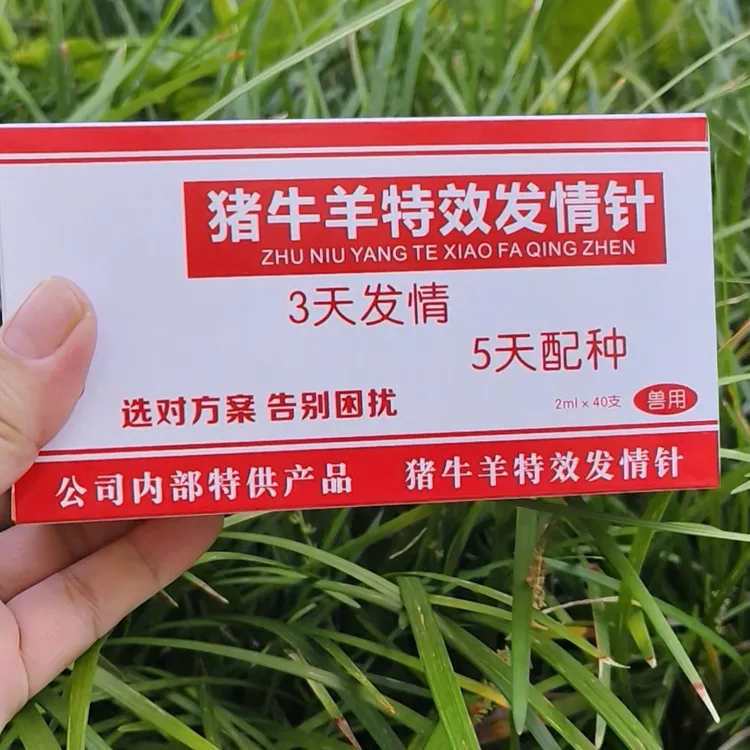 猪牛羊特效发情针
ZHU NIU YANG TE XIAO FA QING ZHEN
3天发情
5天配种
选对方案 告别困扰
2ml×40支
兽用
公司内部特供产品 猪牛羊特效发情针